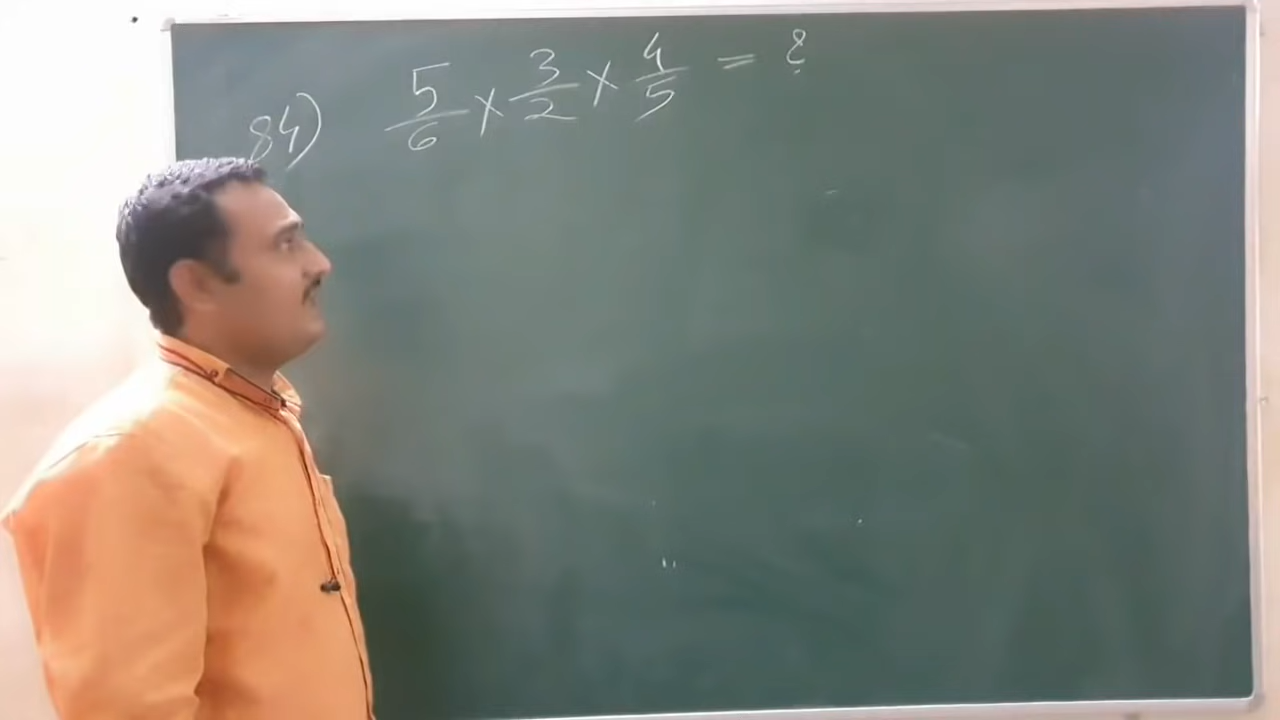 84) 5/6 × 3/2 × 4/5 = ?